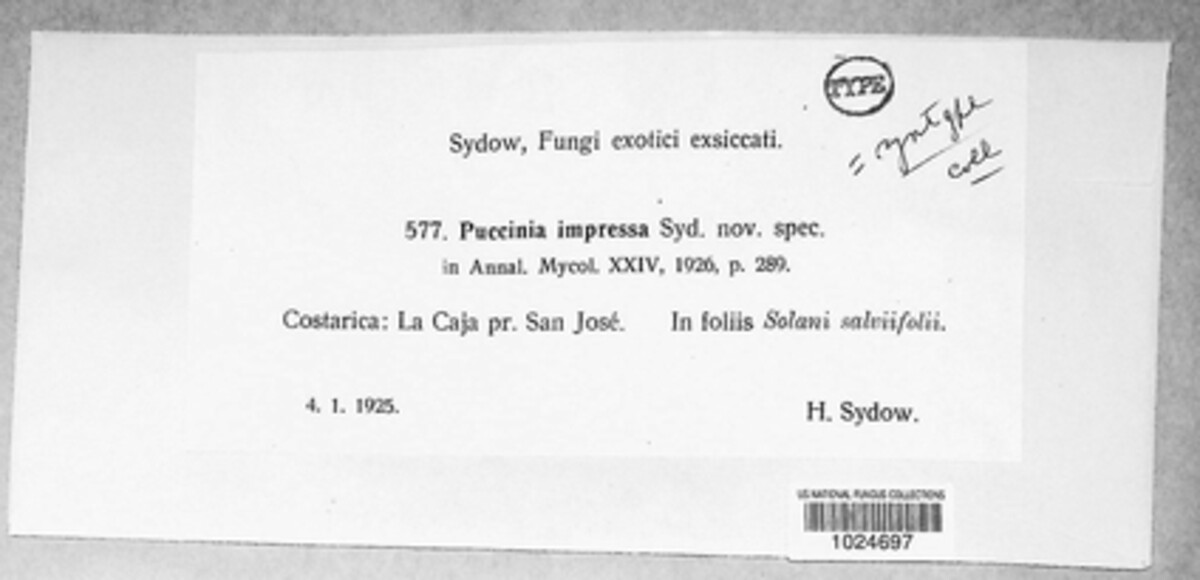 TYPE
= syntype
coll
Sydow, Fungi exotici exsiccati.
577. Puccinia impressa Syd. nov. spec.
in Annal. Mycol. XXIV, 1926, p. 289.
Costarica: La Caja pr. San José. In foliis Solani salviifolii.
4. 1. 1925.
H. Sydow.
US NATIONAL FUNGUS COLLECTIONS
1024697